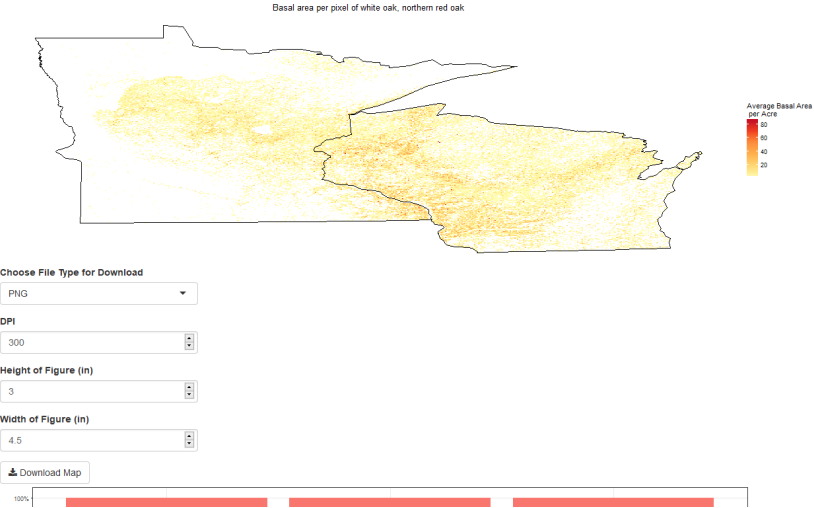 Basal area per pixel of white oak, northern red oak
Average Basal Area
per Acre
80
60
40
20
Choose File Type for Download
PNG
DPI
300
Height of Figure (in)
3
Width of Figure (in)
4.5
Download Map
100%